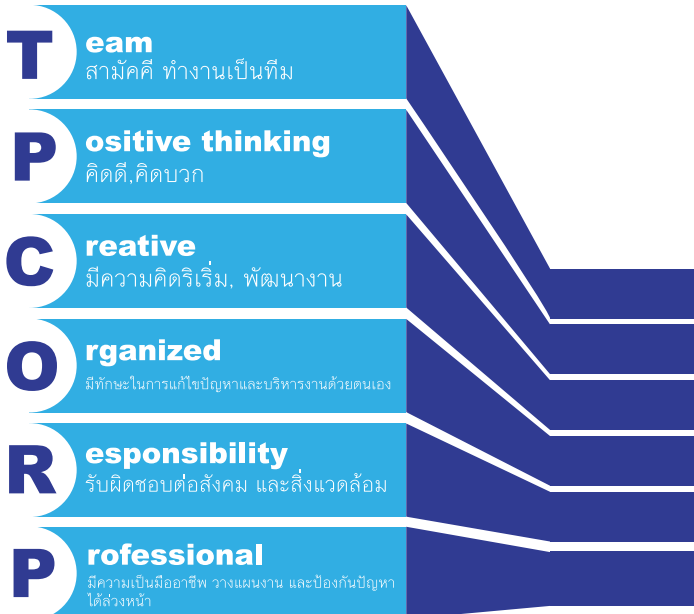 Team
สามัคคี ทำงานเป็นทีม
Positive thinking
คิดดี,คิดบวก
Creative
มีความคิดริเริ่ม, พัฒนางาน
Organized
มีทักษะในการแก้ไขปัญหาและบริหารงานด้วยตนเอง
Responsibility
รับผิดชอบต่อสังคม และสิ่งแวดล้อม
Professional
มีความเป็นมืออาชีพ วางแผนงาน และป้องกันปัญหา
ได้ล่วงหน้า